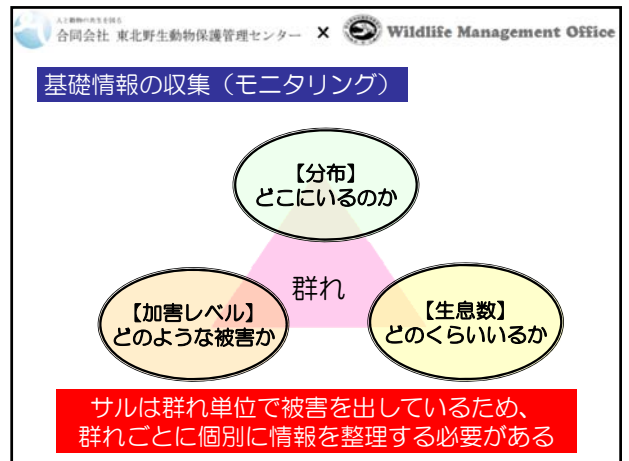 人と動物の共生を図る
合同会社 東北野生動物保護管理センター × Wildlife Management Office
基礎情報の収集（モニタリング）
【分布】
どこにいるのか
群れ
【加害レベル】
どのような被害か
【生息数】
どのくらいいるか
サルは群れ単位で被害を出しているため、
群れごとに個別に情報を整理する必要がある